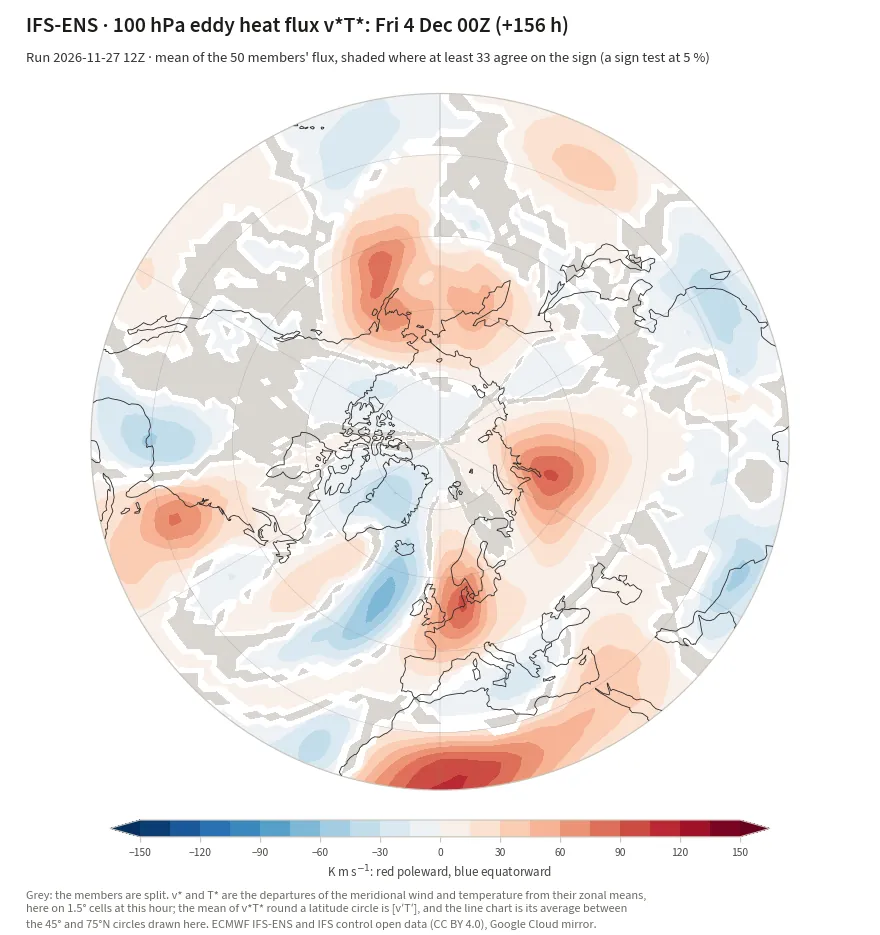 IFS-ENS · 100 hPa eddy heat flux v*T*: Fri 4 Dec 00Z (+156 h)
Run 2026-11-27 12Z · mean of the 50 members' flux, shaded where at least 33 agree on the sign (a sign test at 5 %)
−150 −120 −90 −60 −30 0 30 60 90 120 150
K m s⁻¹: red poleward, blue equatorward
Grey: the members are split. v* and T* are the departures of the meridional wind and temperature from their zonal means,
here on 1.5° cells at this hour; the mean of v*T* round a latitude circle is [v'T'], and the line chart is its average between
the 45° and 75°N circles drawn here. ECMWF IFS-ENS and IFS control open data (CC BY 4.0), Google Cloud mirror.